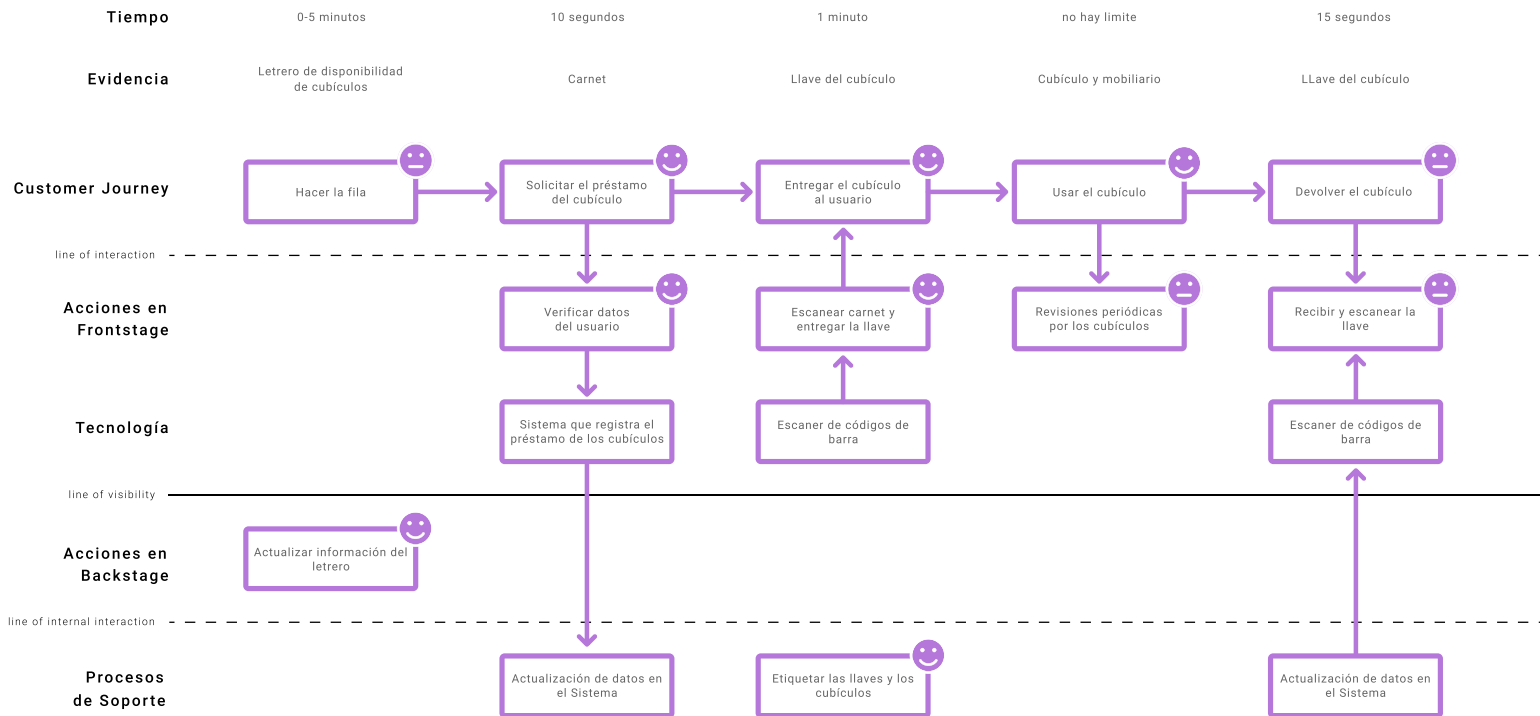 Tiempo
0-5 minutos
10 segundos
1 minuto
no hay limite
15 segundos
Evidencia
Letrero de disponibilidad
de cubículos
Carnet
Llave del cubículo
Cubículo y mobiliario
LLave del cubículo
Customer Journey
Hacer la fila
Solicitar el préstamo
del cubículo
Entregar el cubículo
al usuario
Usar el cubículo
Devolver el cubículo
line of interaction
Acciones en
Frontstage
Verificar datos
del usuario
Escanear carnet y
entregar la llave
Revisiones periódicas
por los cubículos
Recibir y escanear la
llave
Tecnología
Sistema que registra el
préstamo de los cubículos
Escaner de códigos de
barra
Escaner de códigos de
barra
line of visibility
Acciones en
Backstage
Actualizar información del
letrero
line of internal interaction
Procesos
de Soporte
Actualización de datos en
el Sistema
Etiquetar las llaves y los
cubículos
Actualización de datos en
el Sistema